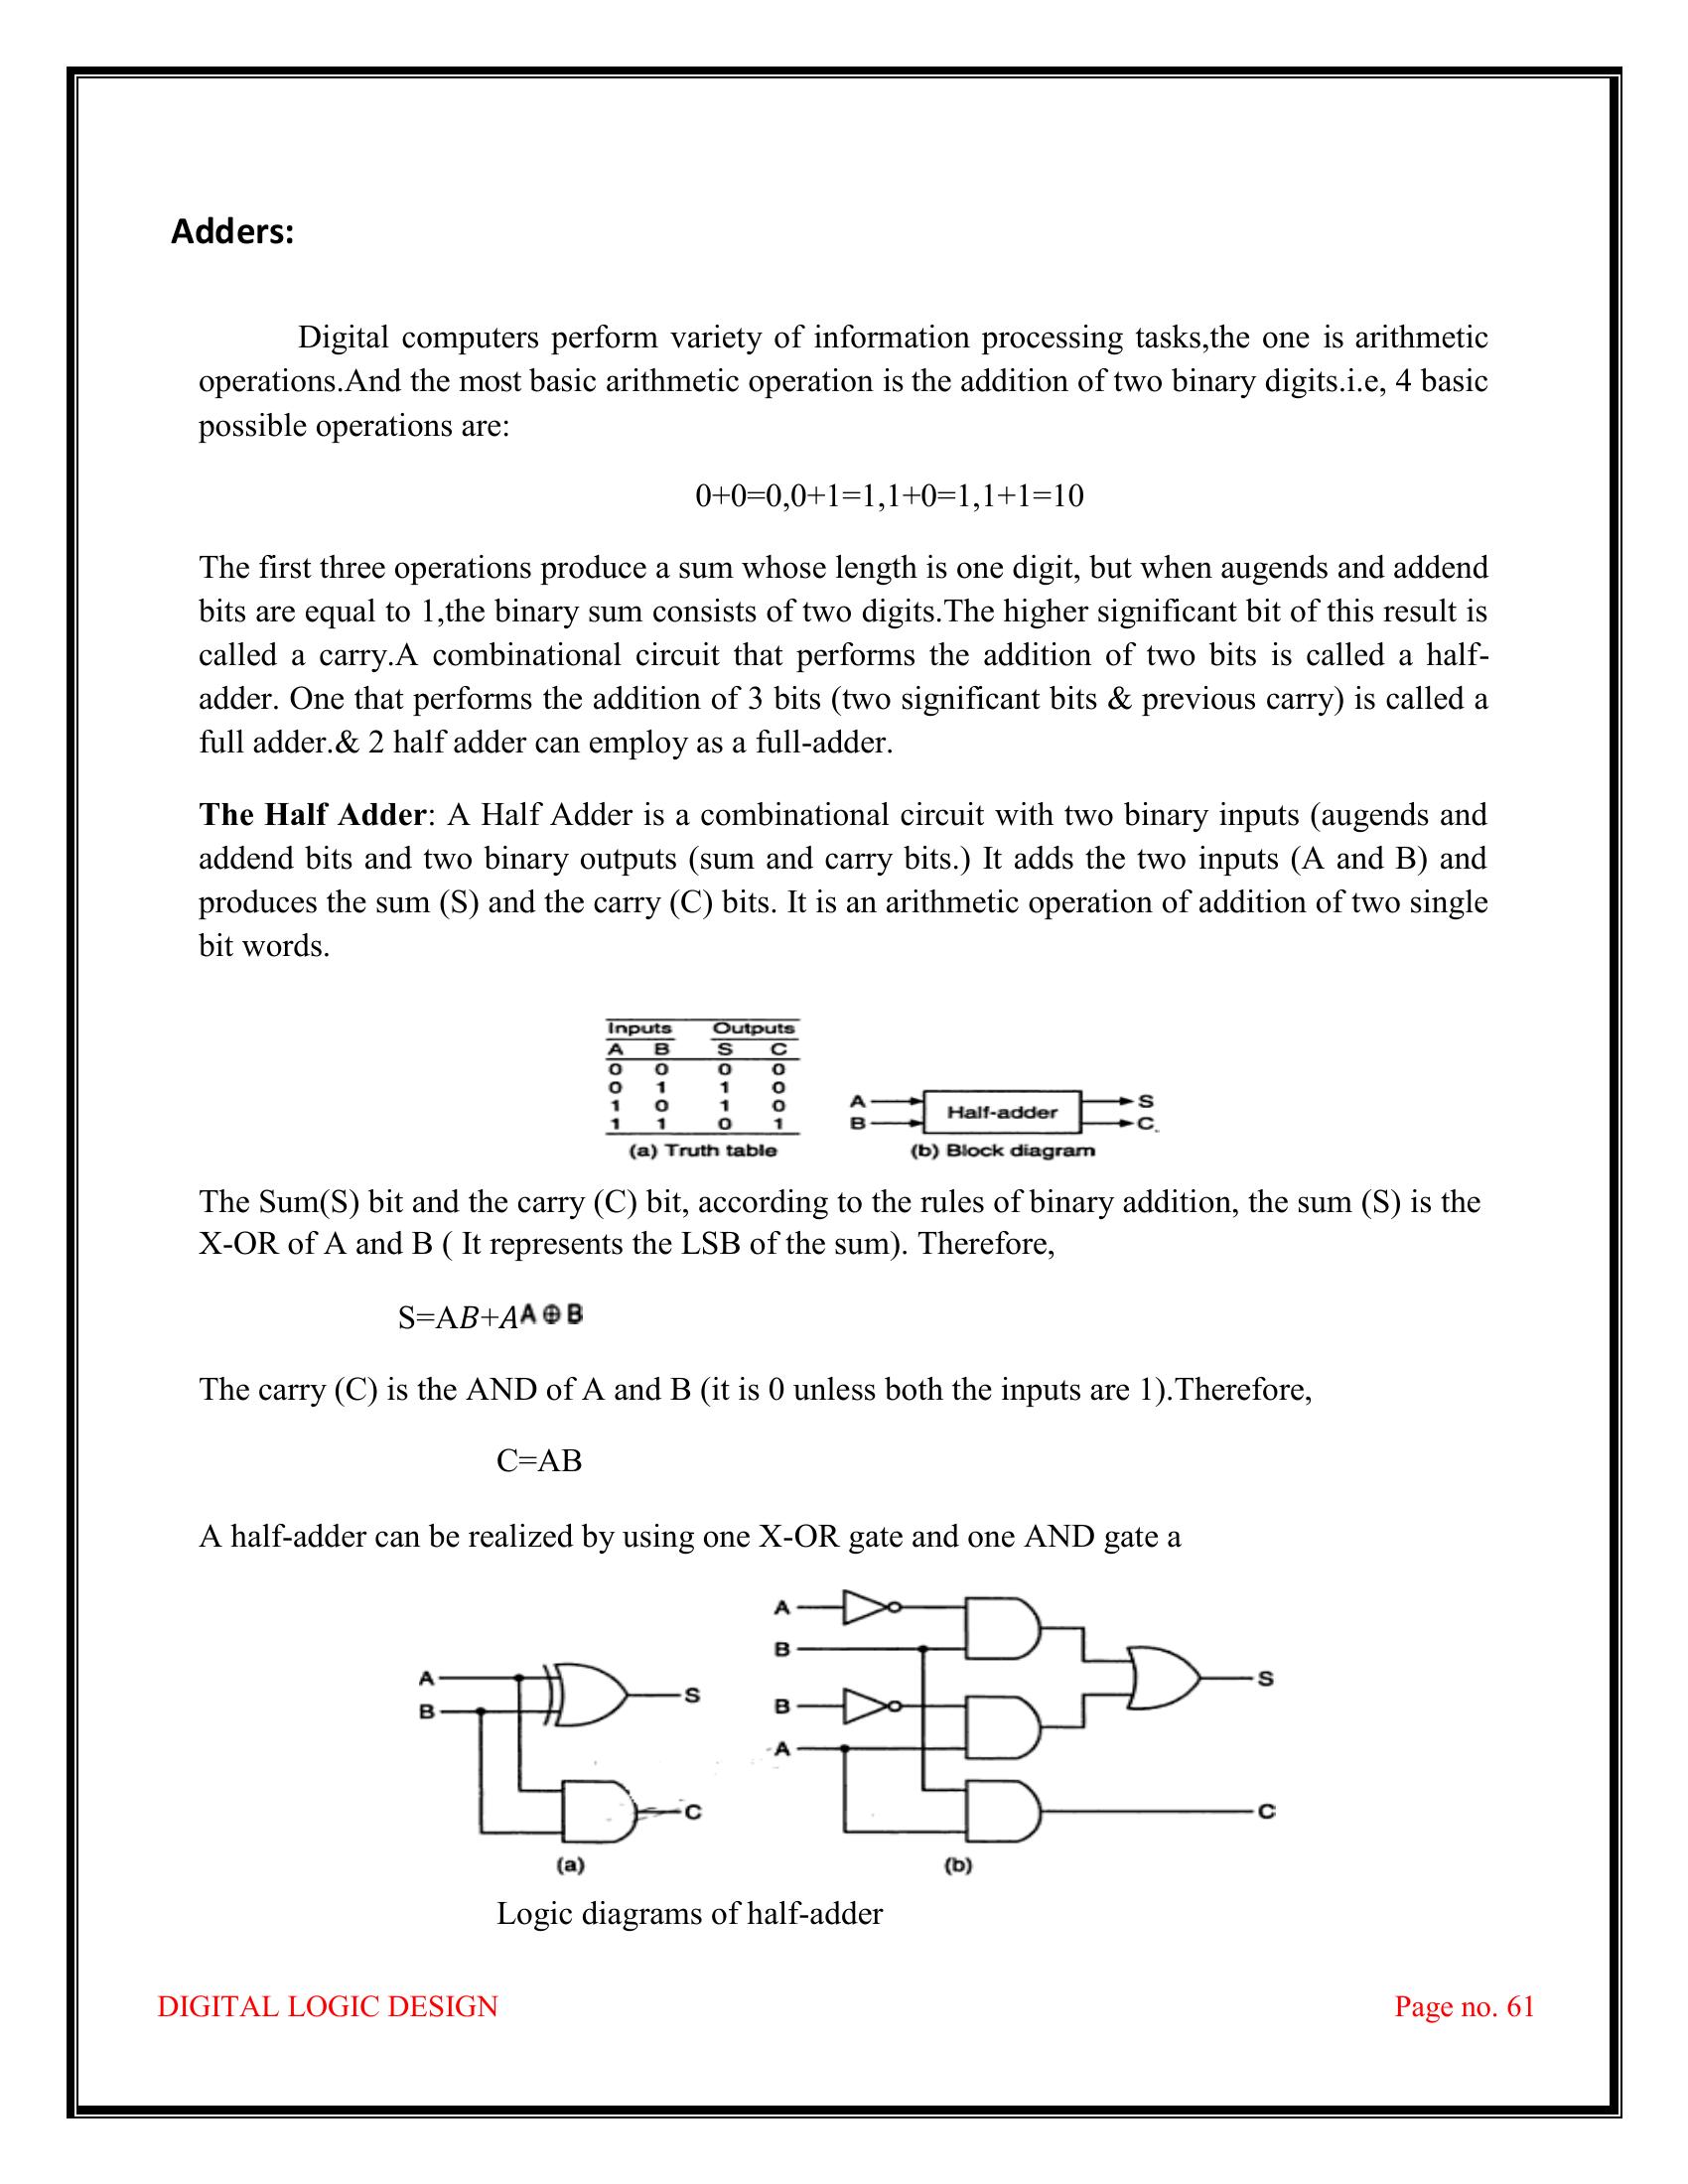 Adders:
Digital computers perform variety of information processing tasks,the one is arithmetic
operations.And the most basic arithmetic operation is the addition of two binary digits.i.e, 4 basic
possible operations are:
0+0=0,0+1=1,1+0=1,1+1=10
The first three operations produce a sum whose length is one digit, but when augends and addend
bits are equal to 1,the binary sum consists of two digits.The higher significant bit of this result is
called a carry.A combinational circuit that performs the addition of two bits is called a half-
adder. One that performs the addition of 3 bits (two significant bits & previous carry) is called a
full adder.& 2 half adder can employ as a full-adder.
The Half Adder: A Half Adder is a combinational circuit with two binary inputs (augends and
addend bits and two binary outputs (sum and carry bits.) It adds the two inputs (A and B) and
produces the sum (S) and the carry (C) bits. It is an arithmetic operation of addition of two single
bit words.
Inputs Outputs
A B S C
0 0 0 0
0 1 1 0
1 0 1 0
1 1 0 1
(a) Truth table
A Half-adder S
B C
(b) Block diagram
The Sum(S) bit and the carry (C) bit, according to the rules of binary addition, the sum (S) is the
X-OR of A and B ( It represents the LSB of the sum). Therefore,
S=AB+AA⊕B
The carry (C) is the AND of A and B (it is 0 unless both the inputs are 1).Therefore,
C=AB
A half-adder can be realized by using one X-OR gate and one AND gate a
A
B
S
C
(a)
A
B
B
A
S
C
(b)
Logic diagrams of half-adder
DIGITAL LOGIC DESIGN Page no. 61